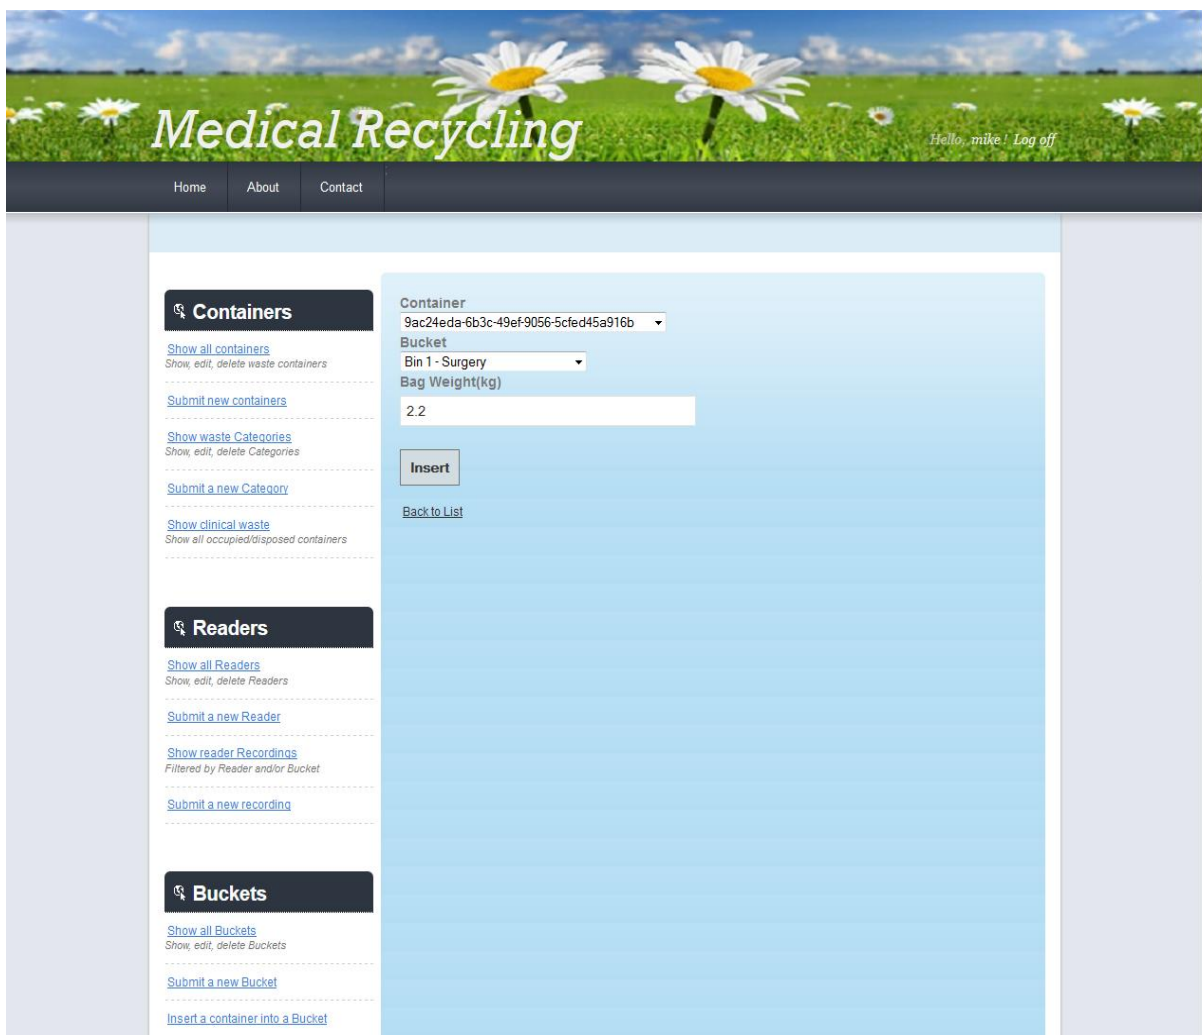 Medical Recycling
Hello, mike! Log off
Home About Contact
Containers
Show all containers
Show, edit, delete waste containers
Submit new containers
Show waste Categories
Show, edit, delete Categories
Submit a new Category
Show clinical waste
Show all occupied/disposed containers
Readers
Show all Readers
Show, edit, delete Readers
Submit a new Reader
Show reader Recordings
Filtered by Reader and/or Bucket
Submit a new recording
Buckets
Show all Buckets
Show, edit, delete Buckets
Submit a new Bucket
Insert a container into a Bucket
Container
9ac24eda-6b3c-49ef-9056-5cfed45a916b
Bucket
Bin 1 - Surgery
Bag Weight(kg)
2.2
Insert
Back to List